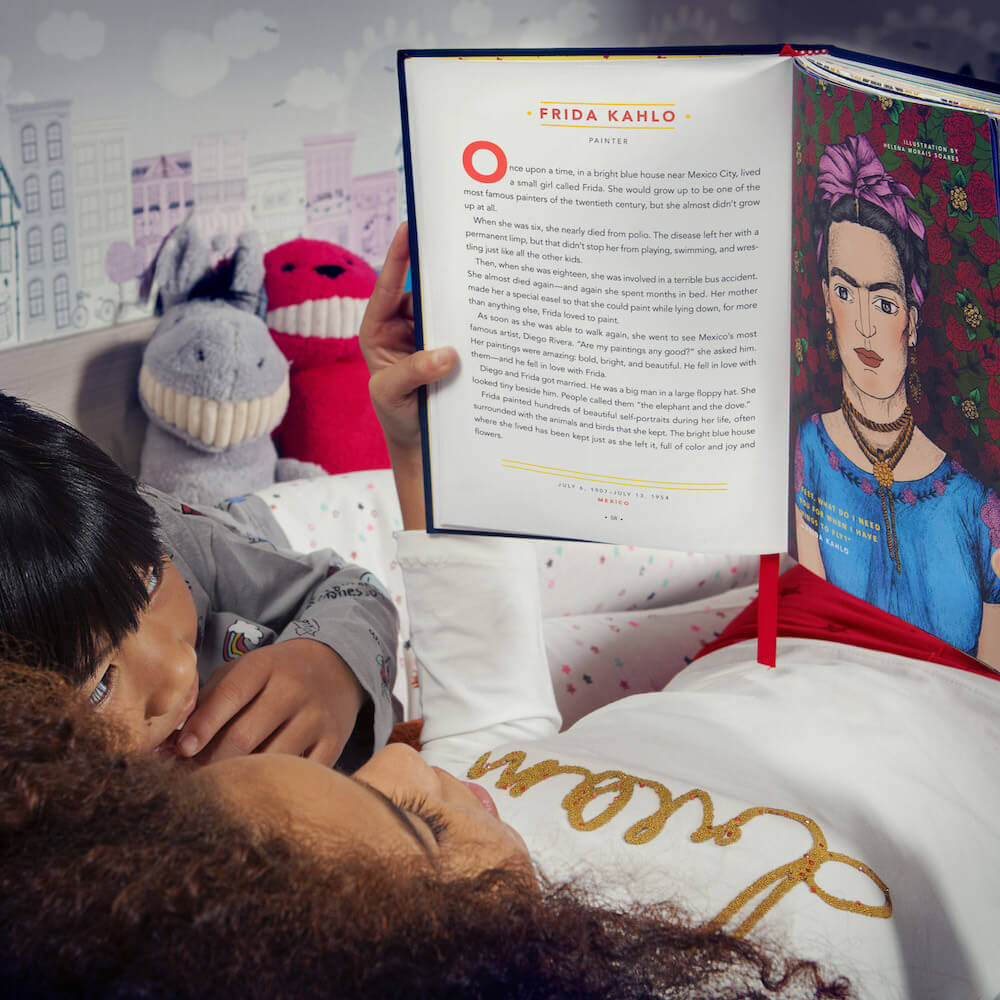 FRIDA KAHLO
PAINTER
Once upon a time, in a bright blue house near Mexico City, lived
a small girl called Frida. She would grow up to be one of the
most famous painters of the twentieth century, but she almost didn't grow
up at all.
When she was six, she nearly died from polio. The disease left her with a
permanent limp, but that didn't stop her from playing, swimming, and wres-
tling just like all the other kids.
Then, when she was eighteen, she was involved in a terrible bus accident.
She almost died again—and again she spent months in bed. Her mother
made her a special easel so that she could paint while lying down, for more
than anything else, Frida loved to paint.
As soon as she was able to walk again, she went to see Mexico's most
famous artist, Diego Rivera. "Are my paintings any good?" she asked him.
Her paintings were amazing: bold, bright, and beautiful. He fell in love with
them—and he fell in love with Frida.
Diego and Frida got married. He was a big man in a large floppy hat. She
looked tiny beside him. People called them "the elephant and the dove."
Frida painted hundreds of beautiful self-portraits during her life, often
surrounded with the animals and birds that she kept. The bright blue house
where she lived has been kept just as she left it, full of color and joy and
flowers.
JULY 6, 1907–JULY 13, 1954
MEXICO
• 58 •
ILLUSTRATION BY
HELENA MORAIS SOARES
WHAT DO I NEED
YOU FOR WHEN I HAVE
TO FLY?"
KAHLO
dream